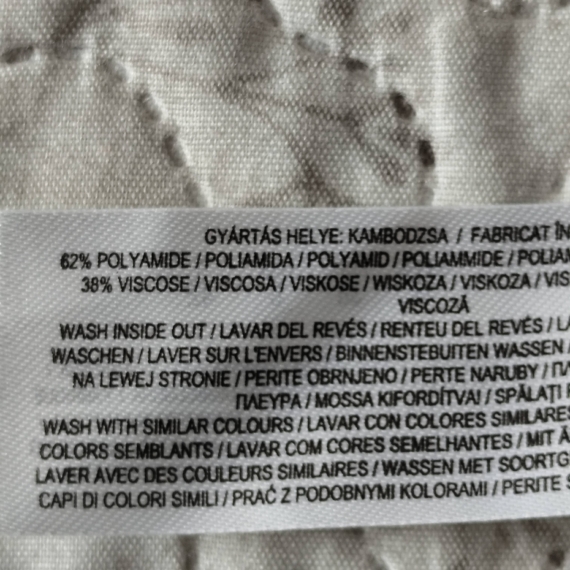 GYÁRTÁS HELYE: KAMBODZSA / FABRICAT ÎN
62% POLYAMIDE / POLIAMIDA / POLYAMID / POLIAMMIDE / POLIAM
38% VISCOSE / VISCOSA / VISKOSE / WISKOZA / VISKOZA / VIS
VISCOZĂ
WASH INSIDE OUT / LAVAR DEL REVÉS / RENTEU DEL REVÉS / LA
WASCHEN / LAVER SUR L'ENVERS / BINNENSTEBUITEN WASSEN /
NA LEWEJ STRONIE / PERITE OBRNJENO / PERTE NARUBY / ΠΛ
ΠΛΕΥΡΑ / MOSSA KIFORDÍTVA! / SPĂLAȚI P
WASH WITH SIMILAR COLOURS / LAVAR CON COLORES SIMILARES
COLORS SEMBLANTS / LAVAR COM CORES SEMELHANTES / MIT Ä
LAVER AVEC DES COULEURS SIMILAIRES / WASSEN MET SOORTG
CAPI DI COLORI SIMILI / PRAĆ Z PODOBNYMI KOLORAMI / PERITE S